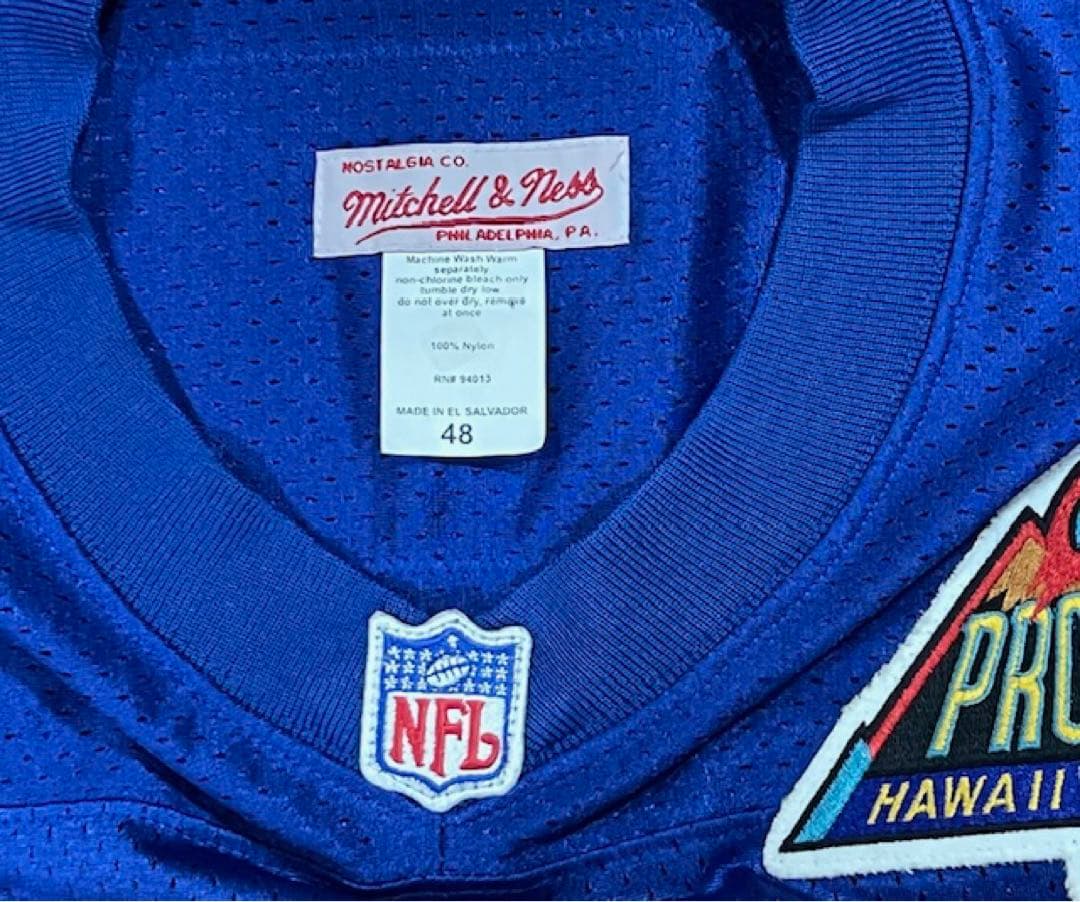 NOSTALGIA CO.
Mitchell & Ness
PHILADELPHIA, PA.
Machine Wash Warm
separately
non-chlorine bleach only
tumble dry low
do not over dry, remove
at once
100% Nylon
RN# 94013
MADE IN EL SALVADOR
48
NFL
PRO
HAWAII